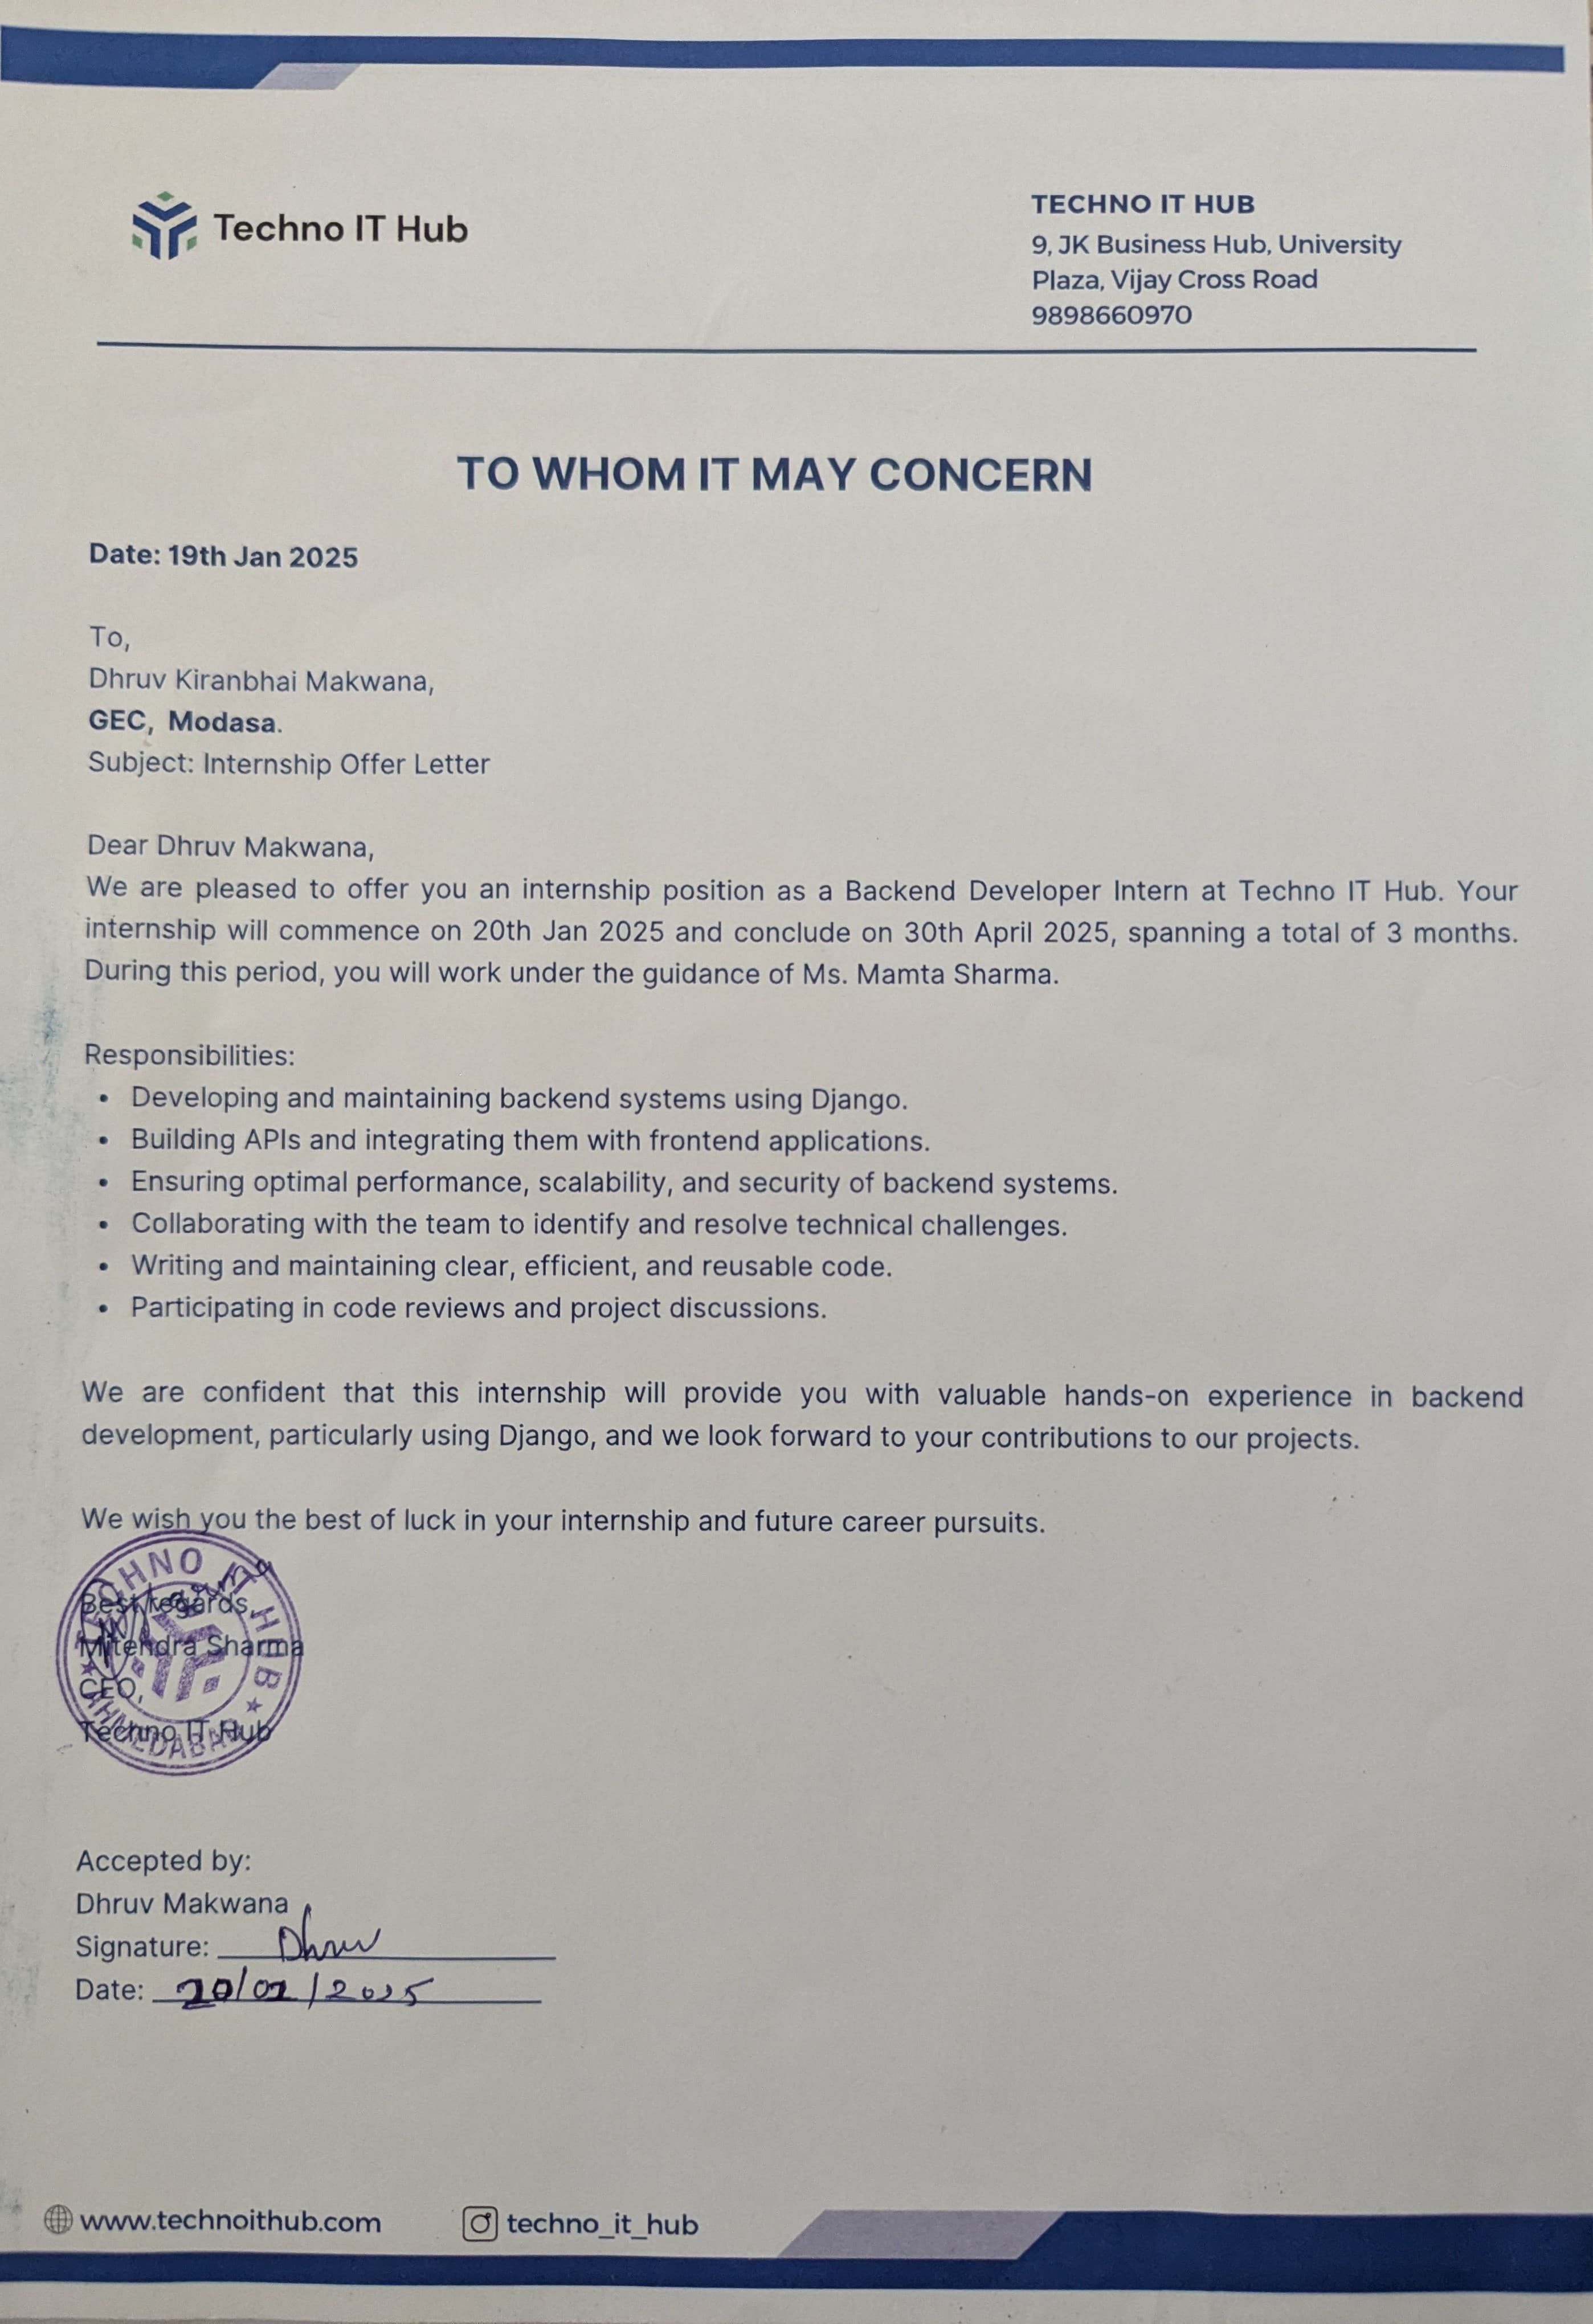 Techno IT Hub
TECHNO IT HUB
9, JK Business Hub, University
Plaza, Vijay Cross Road
9898660970
TO WHOM IT MAY CONCERN
Date: 19th Jan 2025
To,
Dhruv Kiranbhai Makwana,
GEC, Modasa.
Subject: Internship Offer Letter
Dear Dhruv Makwana,
We are pleased to offer you an internship position as a Backend Developer Intern at Techno IT Hub. Your
internship will commence on 20th Jan 2025 and conclude on 30th April 2025, spanning a total of 3 months.
During this period, you will work under the guidance of Ms. Mamta Sharma.
Responsibilities:
• Developing and maintaining backend systems using Django.
• Building APIs and integrating them with frontend applications.
• Ensuring optimal performance, scalability, and security of backend systems.
• Collaborating with the team to identify and resolve technical challenges.
• Writing and maintaining clear, efficient, and reusable code.
• Participating in code reviews and project discussions.
We are confident that this internship will provide you with valuable hands-on experience in backend
development, particularly using Django, and we look forward to your contributions to our projects.
We wish you the best of luck in your internship and future career pursuits.
TECHNO IT HUB
AHMEDABAD
Best regards,
Mitendra Sharma
CEO,
Techno IT Hub
Accepted by:
Dhruv Makwana
Signature: Dhruv
Date: 20/01/2025
www.technoithub.com
techno_it_hub